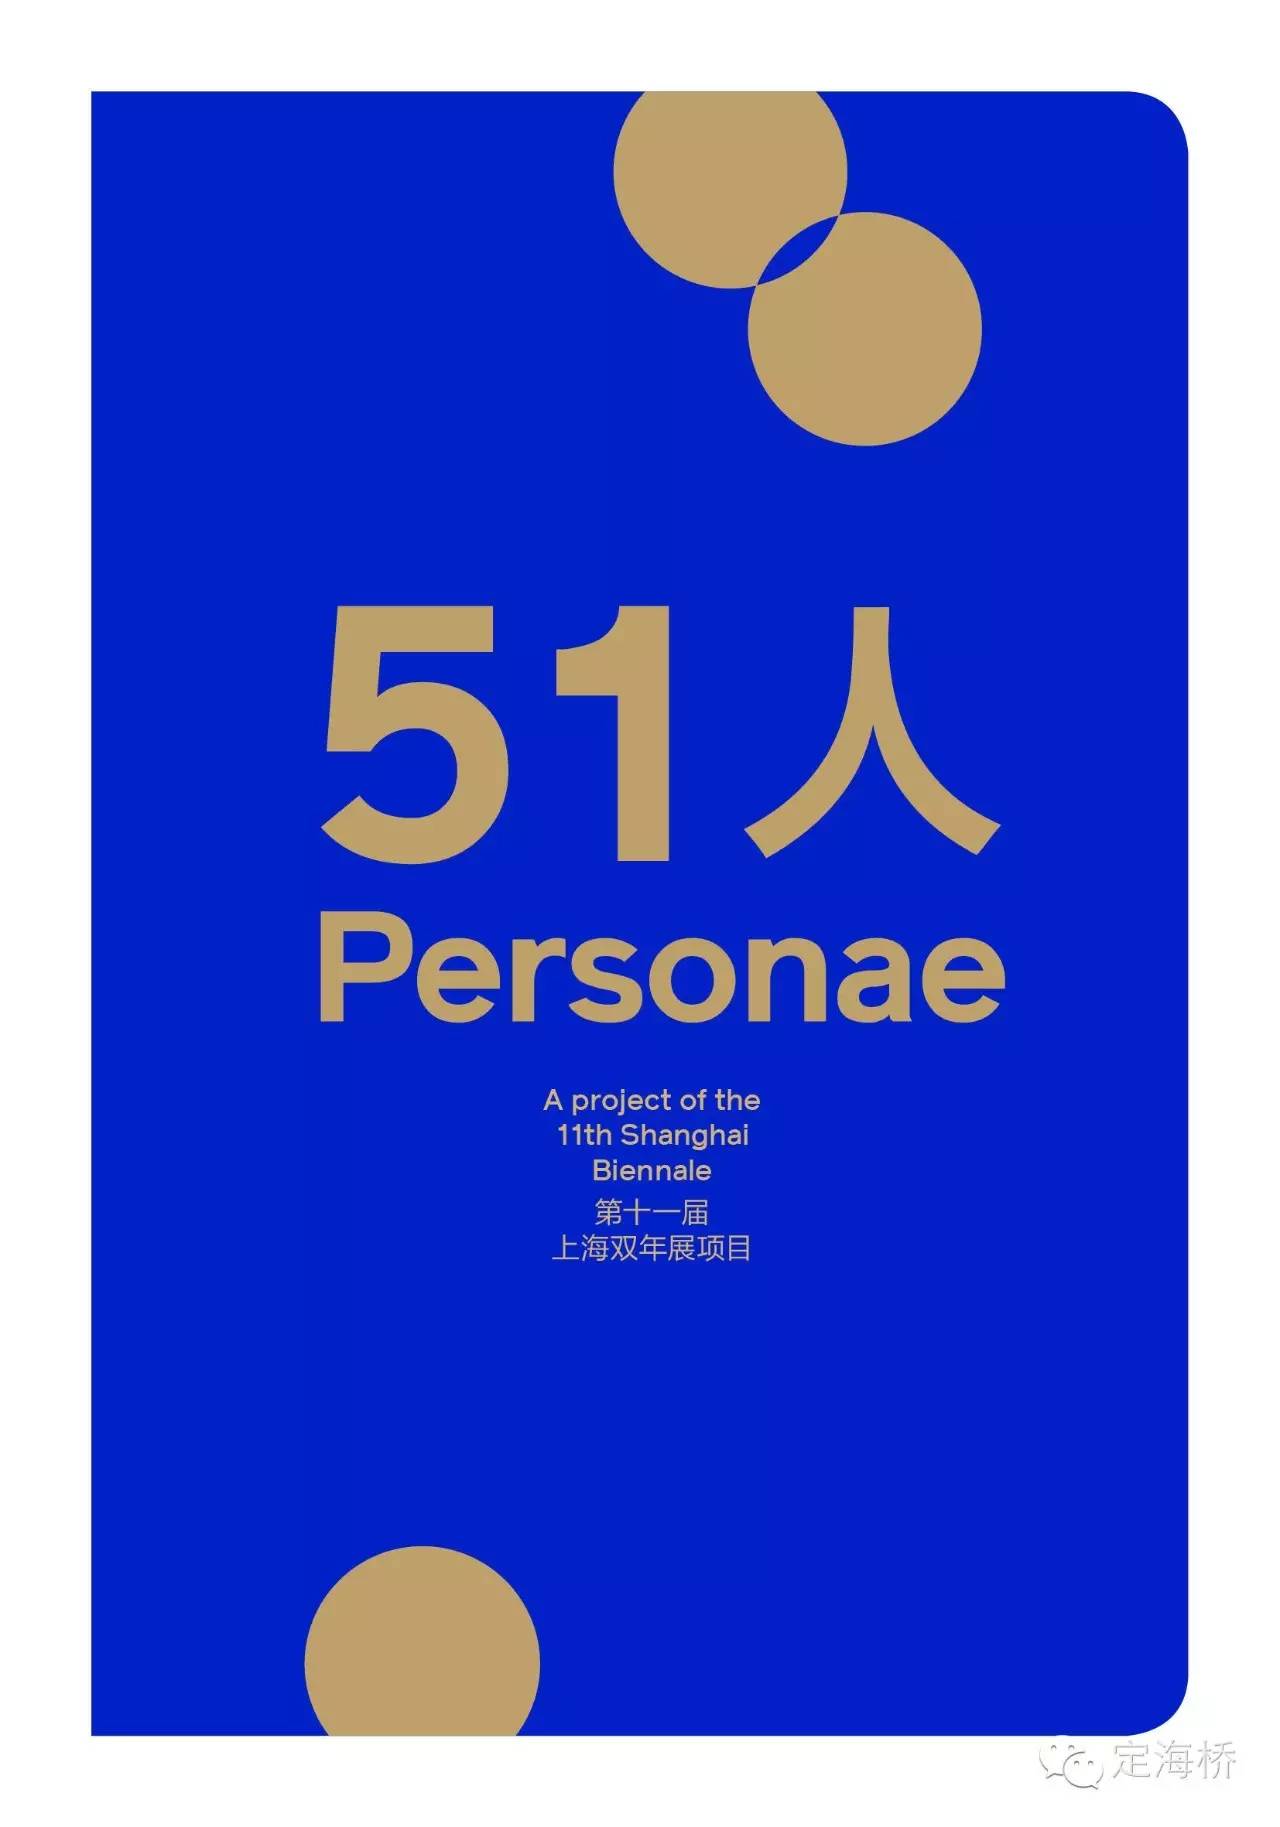 51人
Personae
A project of the
11th Shanghai
Biennale
第十一届
上海双年展项目
定海桥